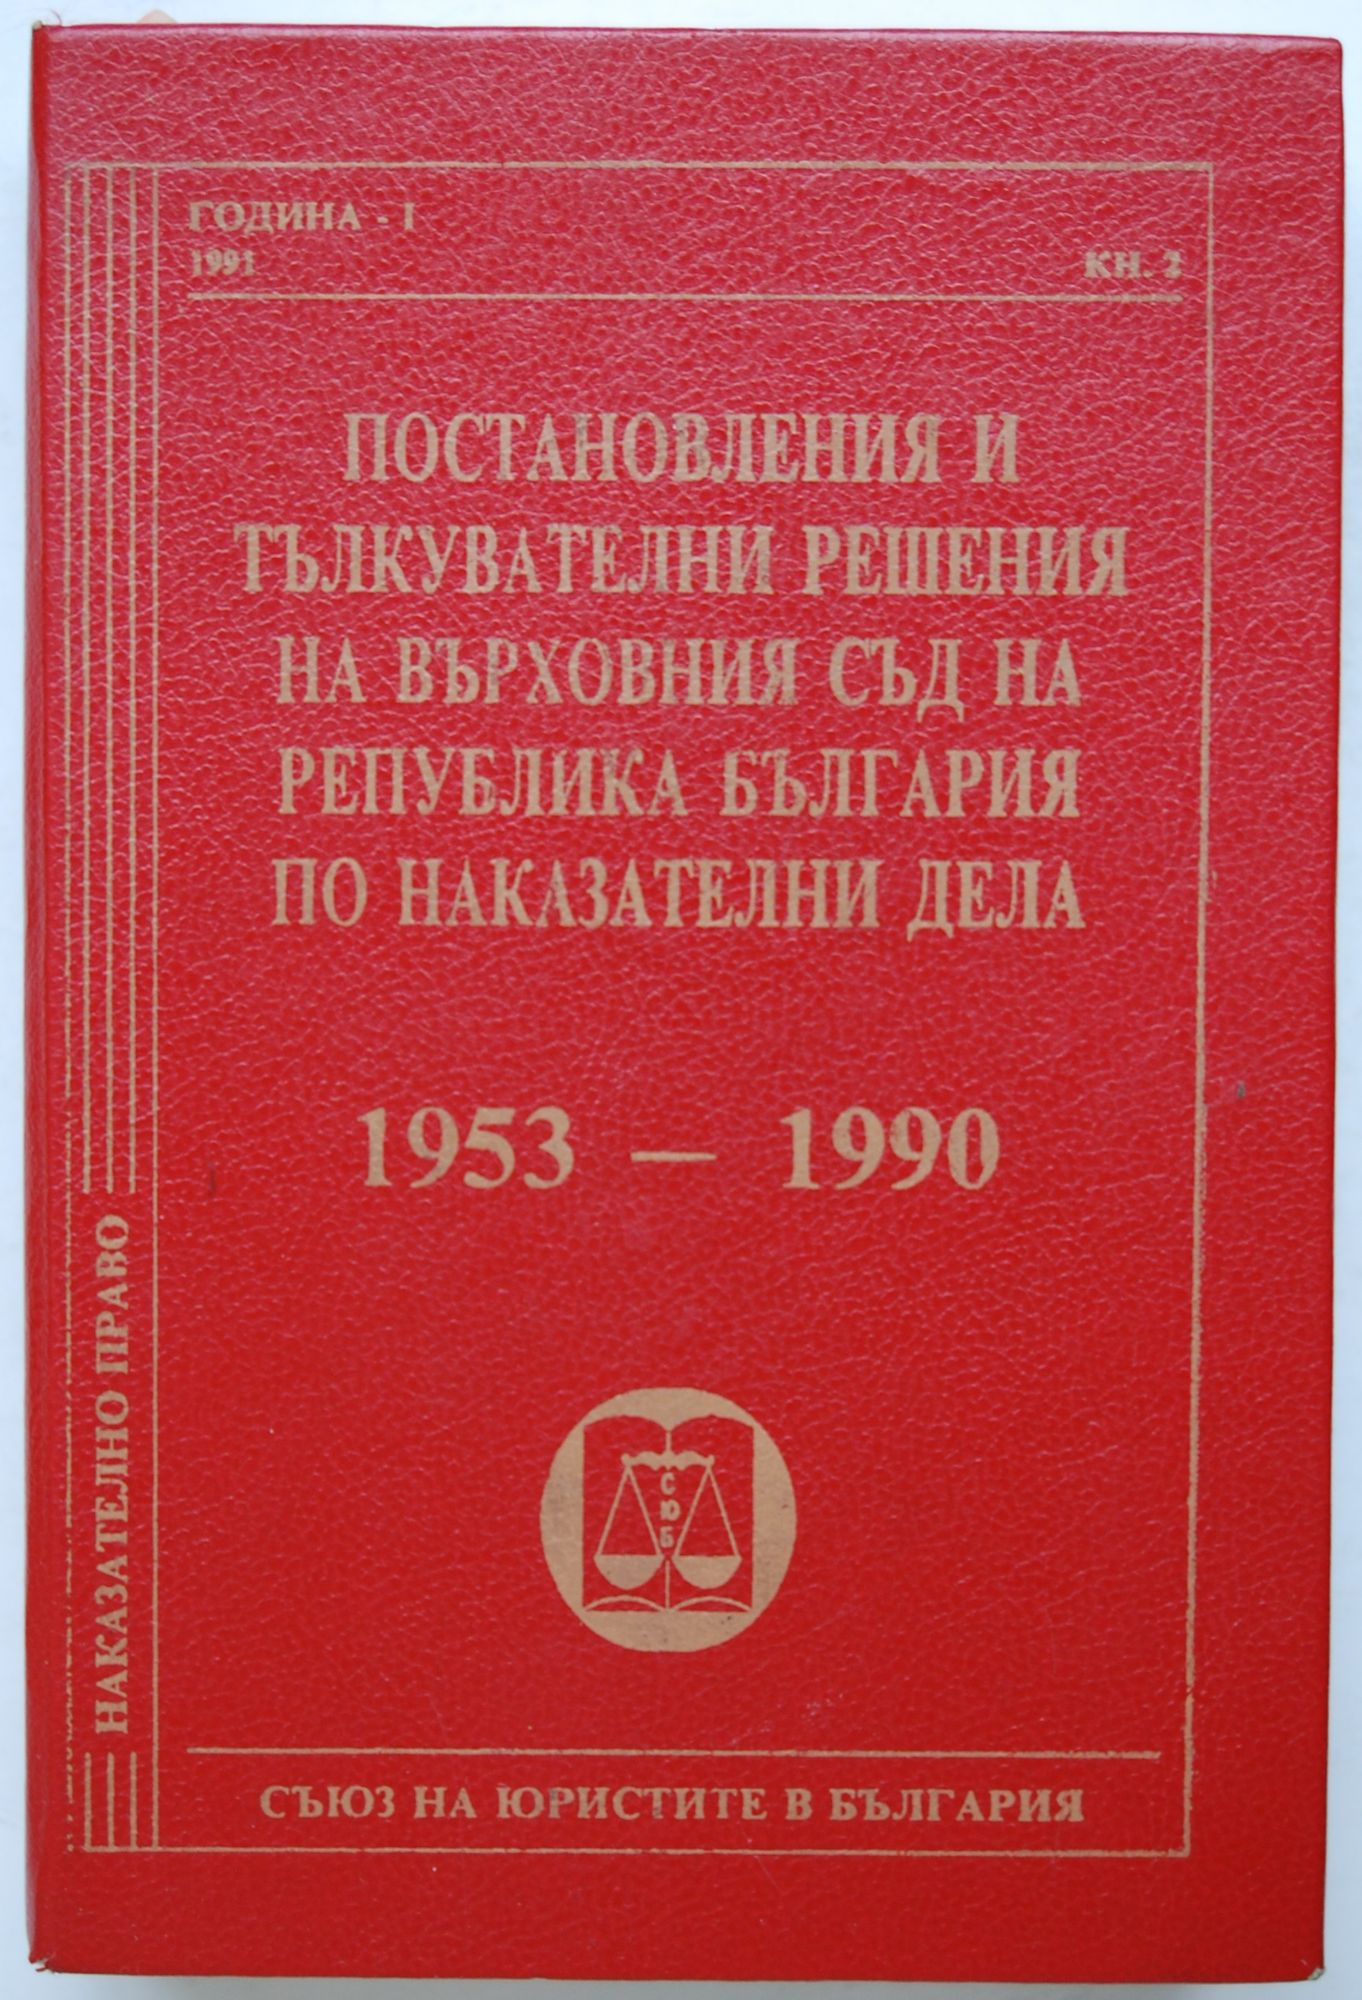 ГОДИНА - I
1991
КН. 2
ПОСТАНОВЛЕНИЯ И
ТЪЛКУВАТЕЛНИ РЕШЕНИЯ
НА ВЪРХОВНИЯ СЪД НА
РЕПУБЛИКА БЪЛГАРИЯ
ПО НАКАЗАТЕЛНИ ДЕЛА
1953 — 1990
НАКАЗАТЕЛНО ПРАВО
СЮБ
СЪЮЗ НА ЮРИСТИТЕ В БЪЛГАРИЯ